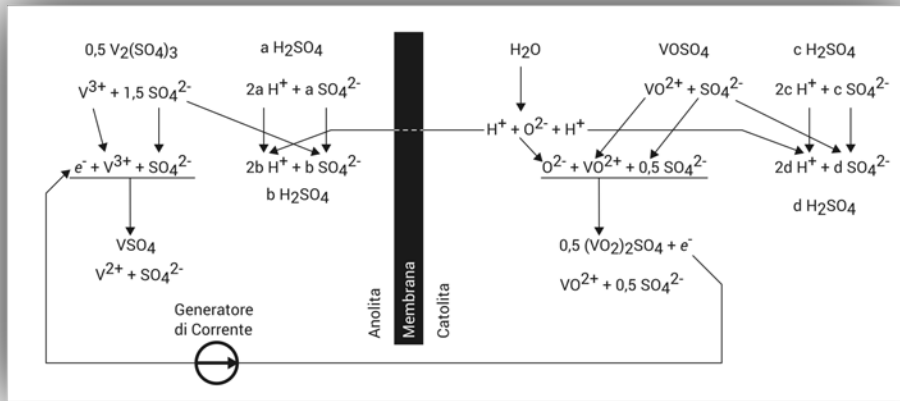 0,5 V₂(SO₄)₃
a H₂SO₄
H₂O
VOSO₄
c H₂SO₄
V³⁺ + 1,5 SO₄²⁻
2a H⁺ + a SO₄²⁻
VO²⁺ + SO₄²⁻
2c H⁺ + c SO₄²⁻
H⁺ + O²⁻ + H⁺
e⁻ + V³⁺ + SO₄²⁻
2b H⁺ + b SO₄²⁻
O²⁻ + VO²⁺ + 0,5 SO₄²⁻
2d H⁺ + d SO₄²⁻
b H₂SO₄
d H₂SO₄
VSO₄
V²⁺ + SO₄²⁻
0,5 (VO₂)₂SO₄ + e⁻
VO²⁺ + 0,5 SO₄²⁻
Generatore
di Corrente
Anolita
Membrana
Catolita